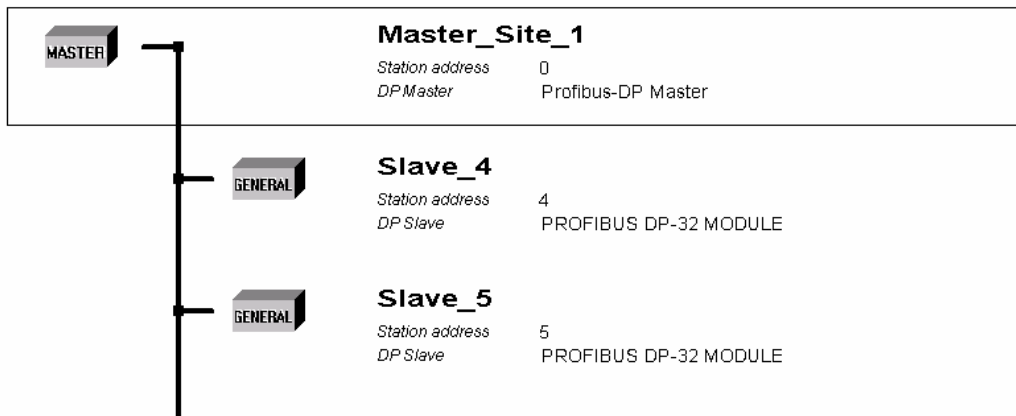 MASTER
Master_Site_1
Station address 0
DP Master Profibus-DP Master
GENERAL
Slave_4
Station address 4
DP Slave PROFIBUS DP-32 MODULE
GENERAL
Slave_5
Station address 5
DP Slave PROFIBUS DP-32 MODULE